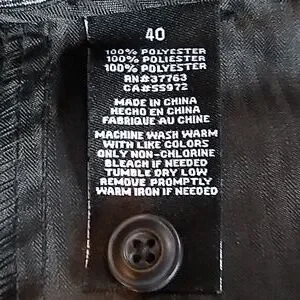 40
100% POLYESTER
100% POLIESTER
100% POLYESTER
RN#37763
CA#55972
MADE IN CHINA
HECHO EN CHINA
FABRIQUE AU CHINE
MACHINE WASH WARM
WITH LIKE COLORS
ONLY NON-CHLORINE
BLEACH IF NEEDED
TUMBLE DRY LOW
REMOVE PROMPTLY
WARM IRON IF NEEDED